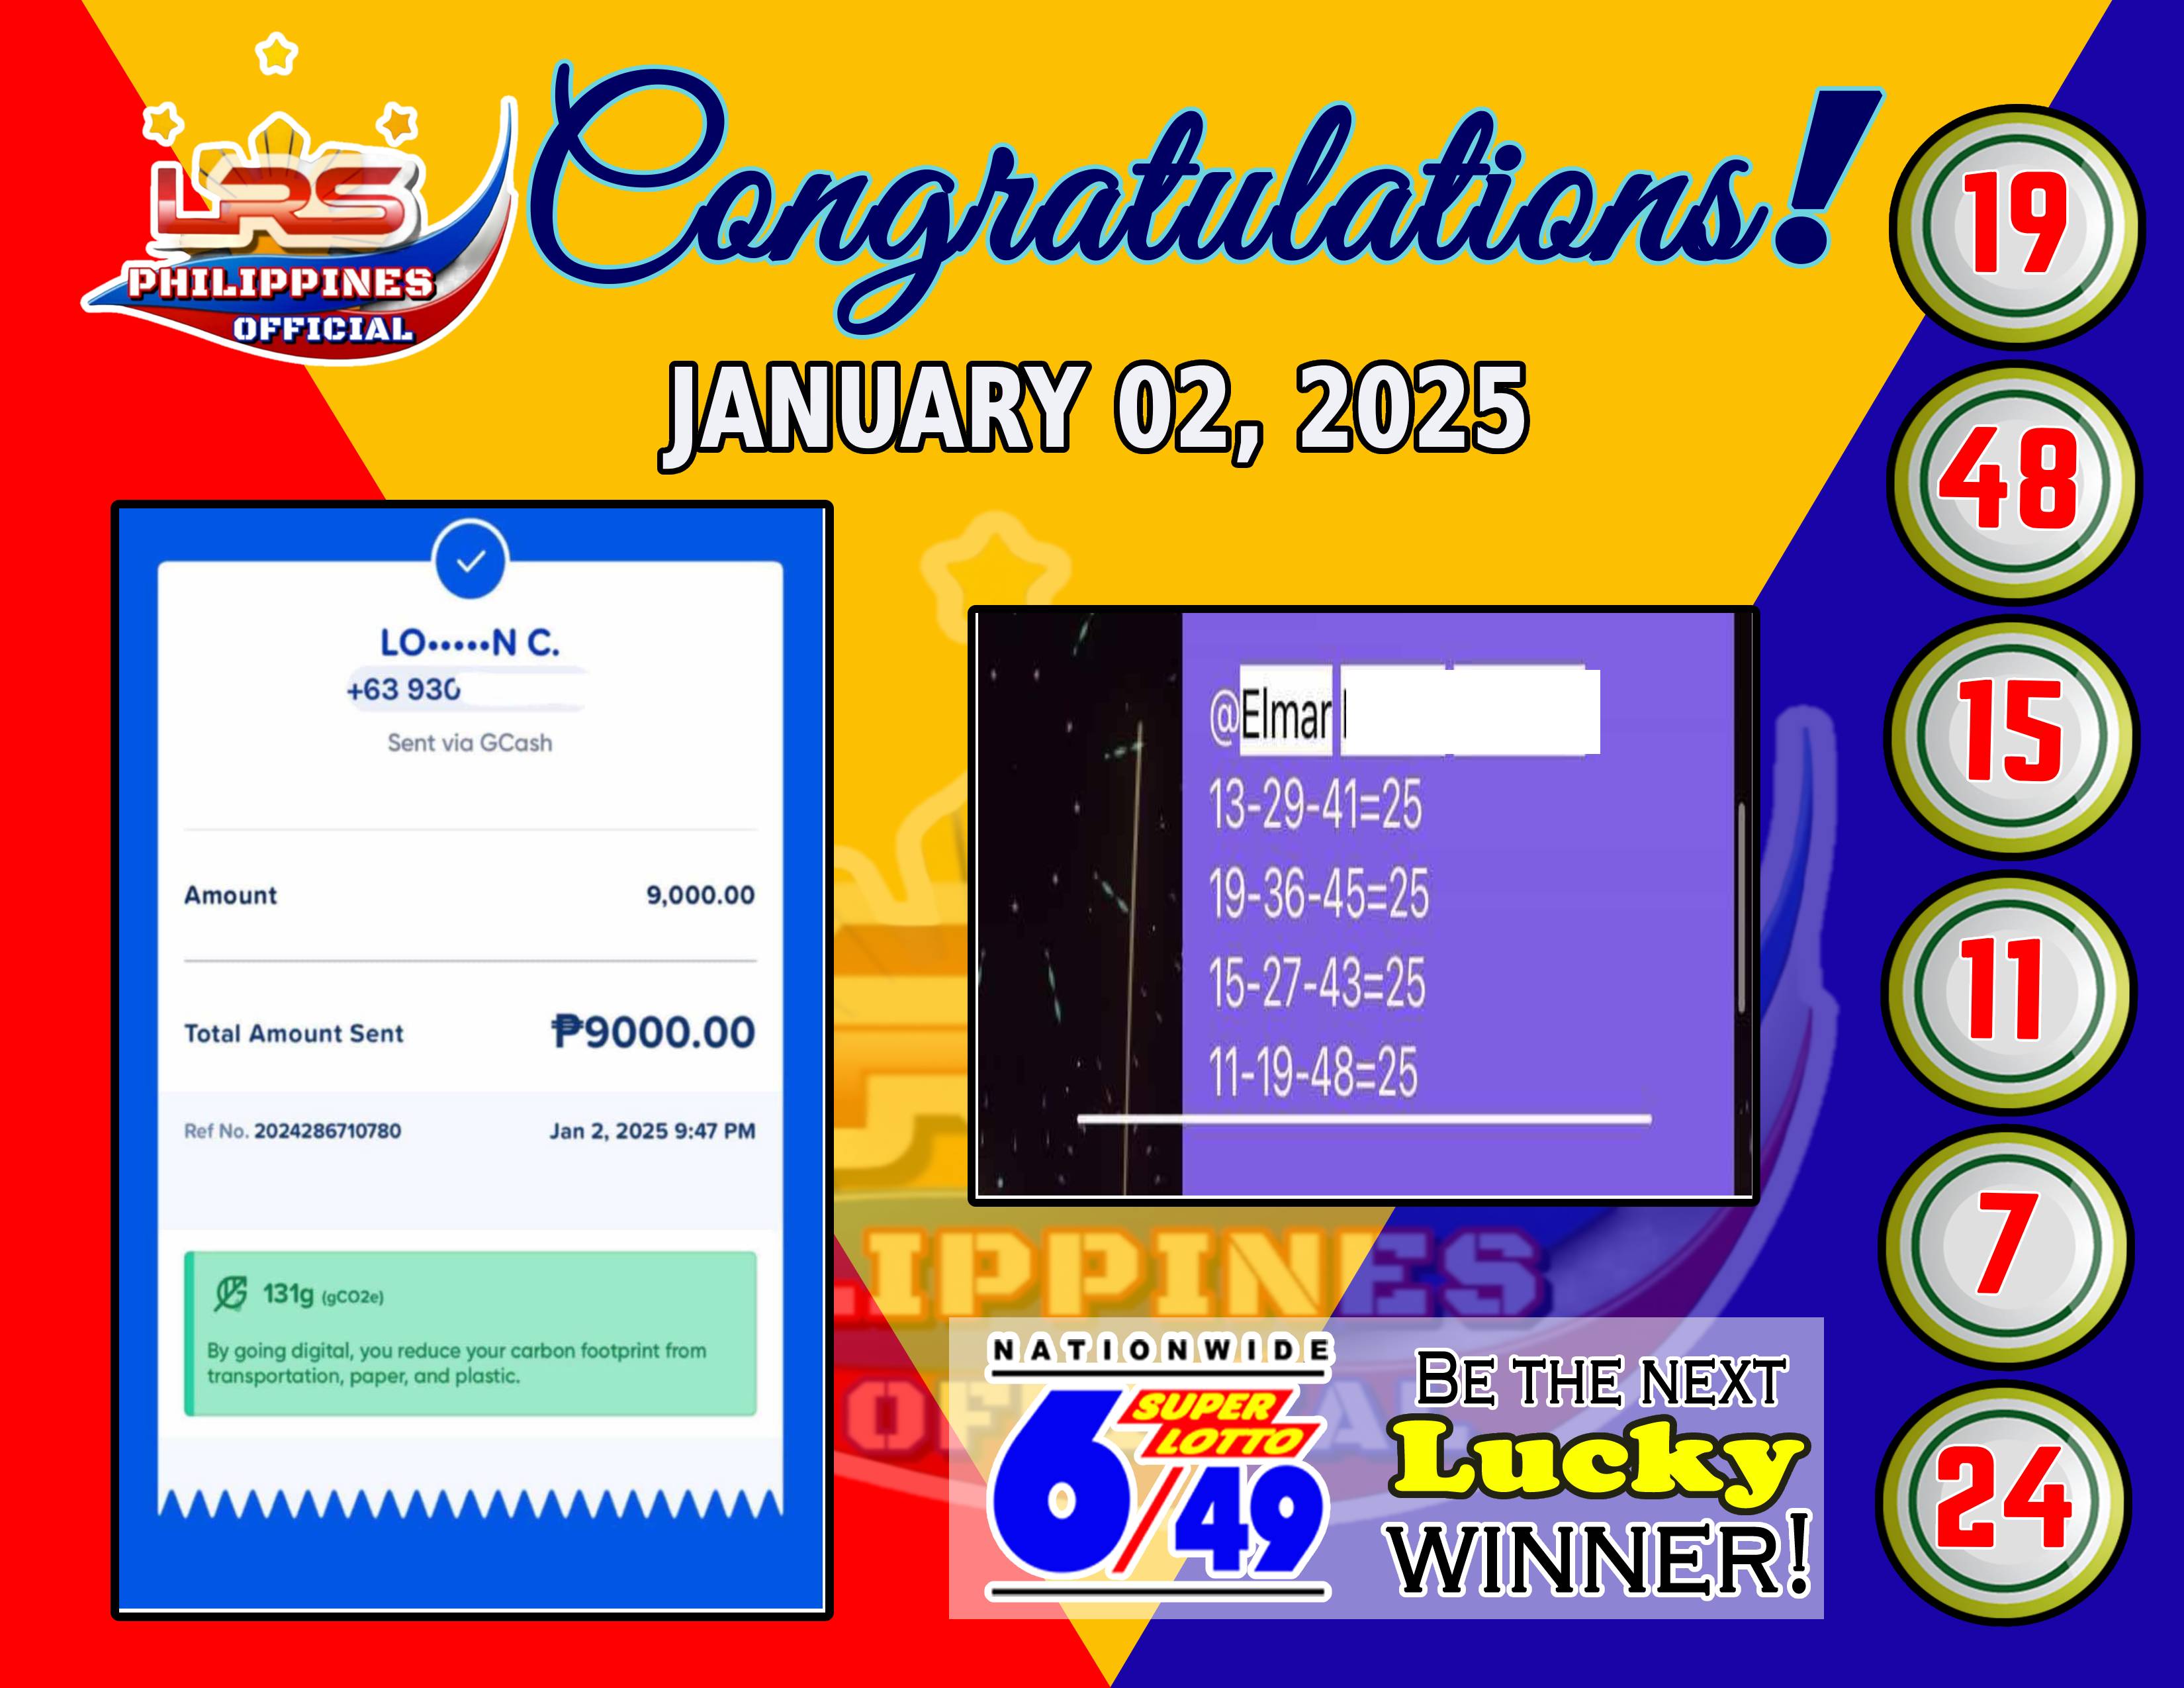 LRS
PHILIPPINES
OFFICIAL
Congratulations!
JANUARY 02, 2025
LO•••••N C.
+63 930
Sent via GCash
Amount 9,000.00
Total Amount Sent ₱9000.00
Ref No. 2024286710780 Jan 2, 2025 9:47 PM
131g (gCO2e)
By going digital, you reduce your carbon footprint from
transportation, paper, and plastic.
@Elmar
13-29-41=25
19-36-45=25
15-27-43=25
11-19-48=25
IPPINES
NATIONWIDE
SUPER
LOTTO
6/49
BE THE NEXT
Lucky
WINNER!
19
48
15
11
7
24